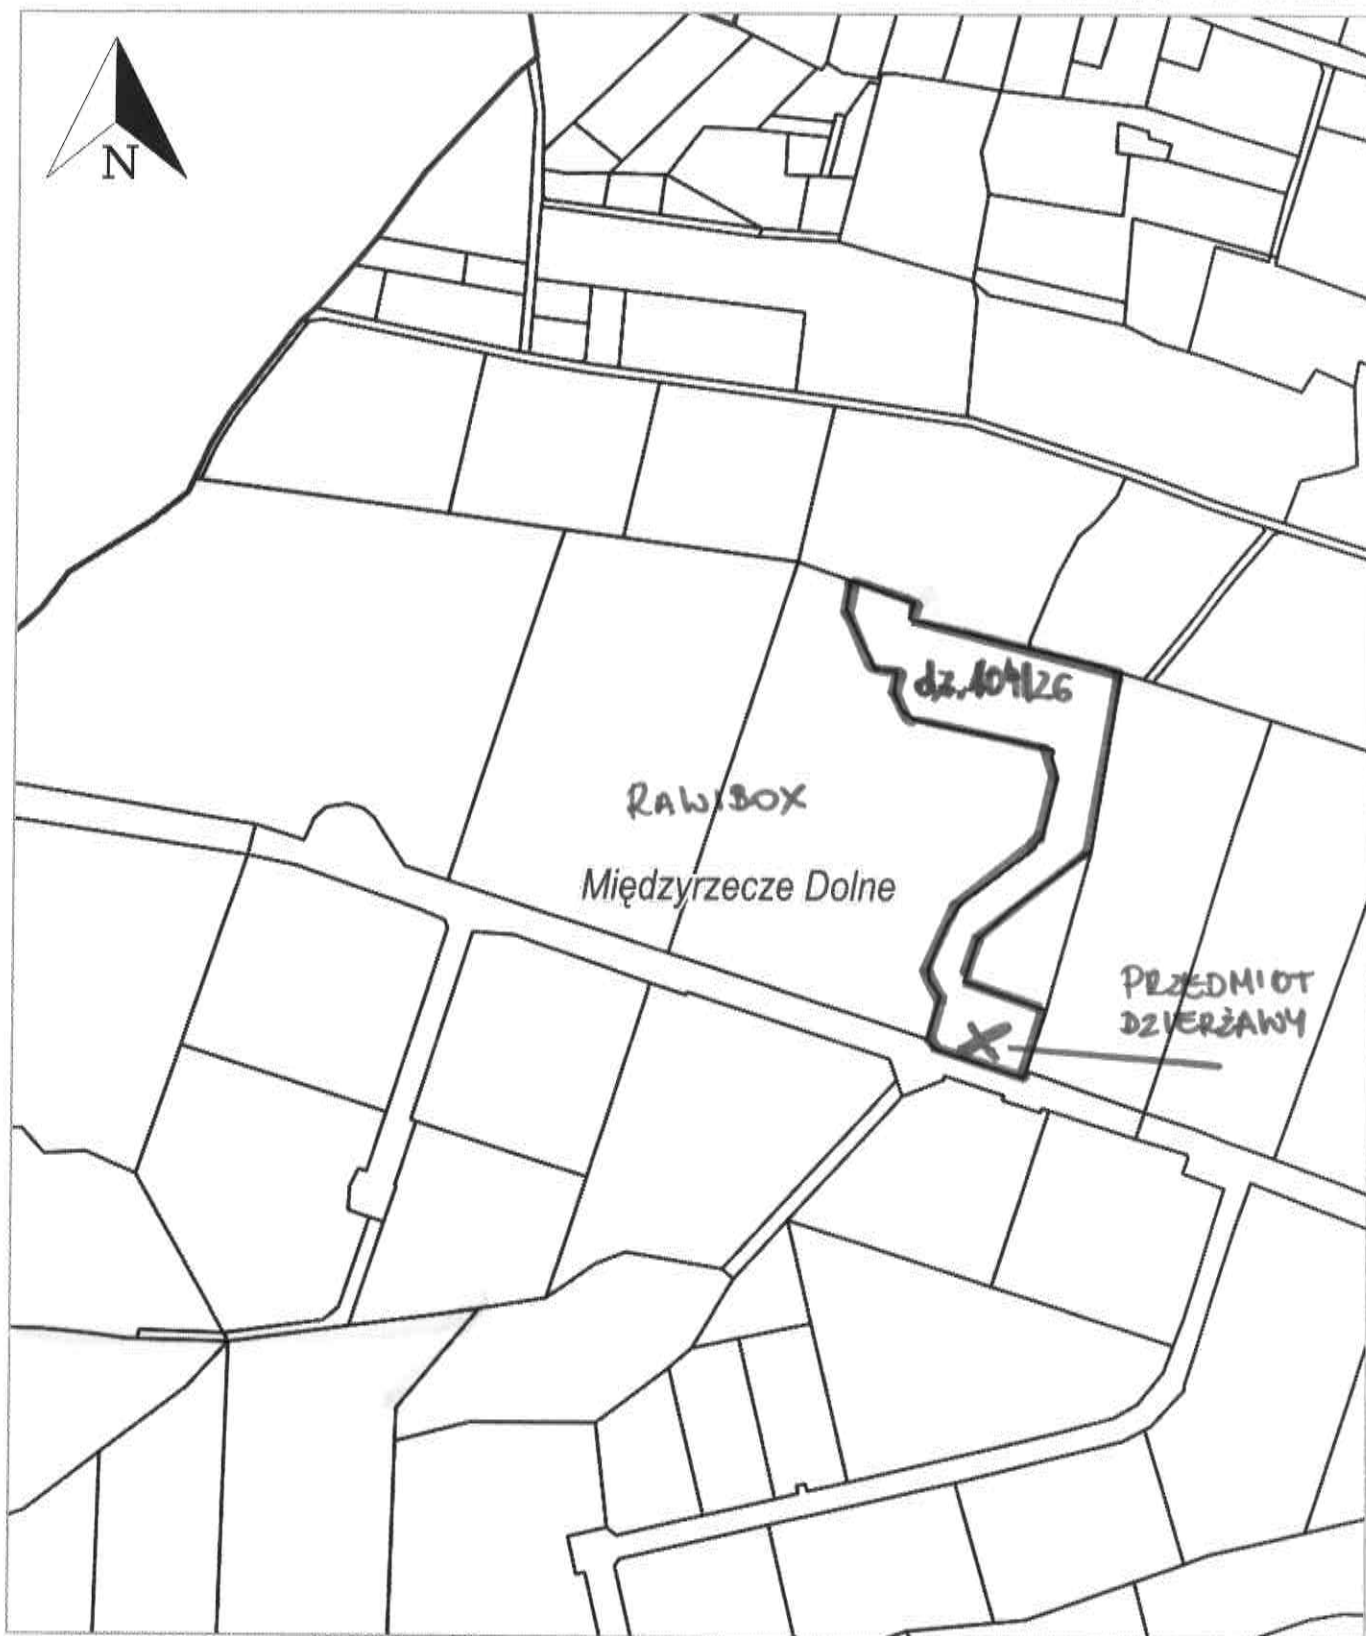 N
dz. 104/26
RAWIBOX
Międzyrzecze Dolne
PRZEDMIOT
DZIERŻAWY
X